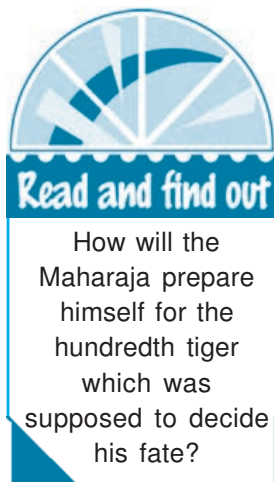 Read and find out
How will the
Maharaja prepare
himself for the
hundredth tiger
which was
supposed to decide
his fate?